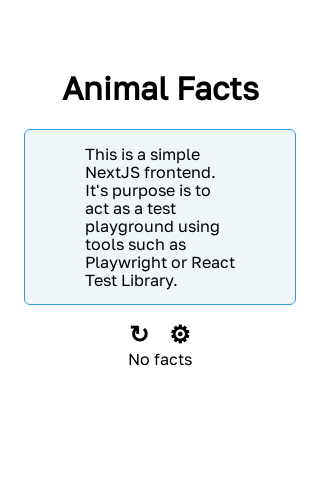 Animal Facts
This is a simple
NextJS frontend.
It's purpose is to
act as a test
playground using
tools such as
Playwright or React
Test Library.
↻ ⚙
No facts